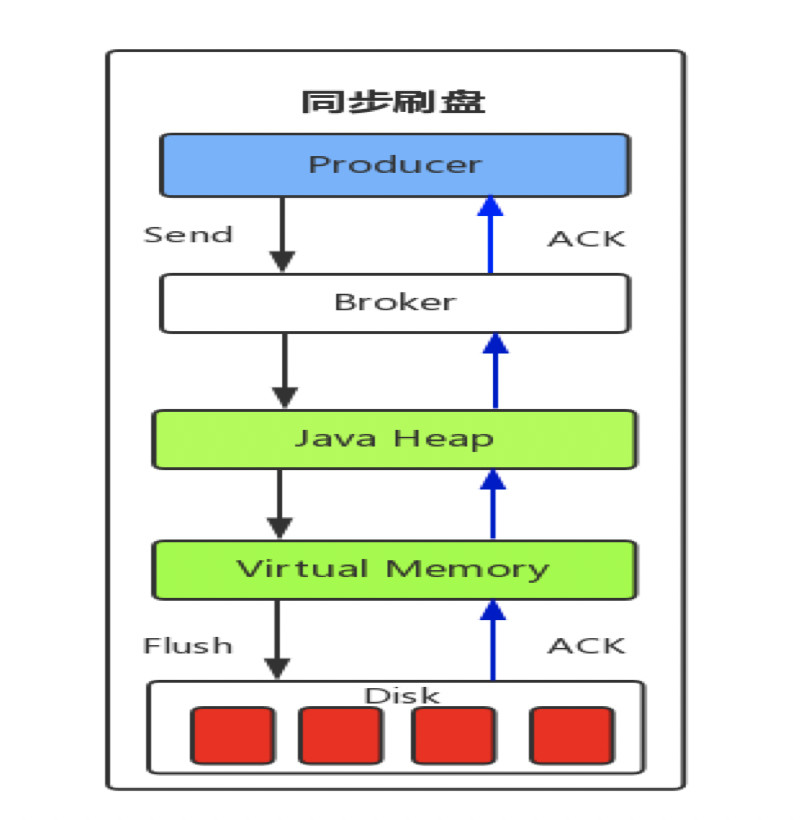 同步刷盘
Producer
Send
ACK
Broker
Java Heap
Virtual Memory
Flush
ACK
Disk